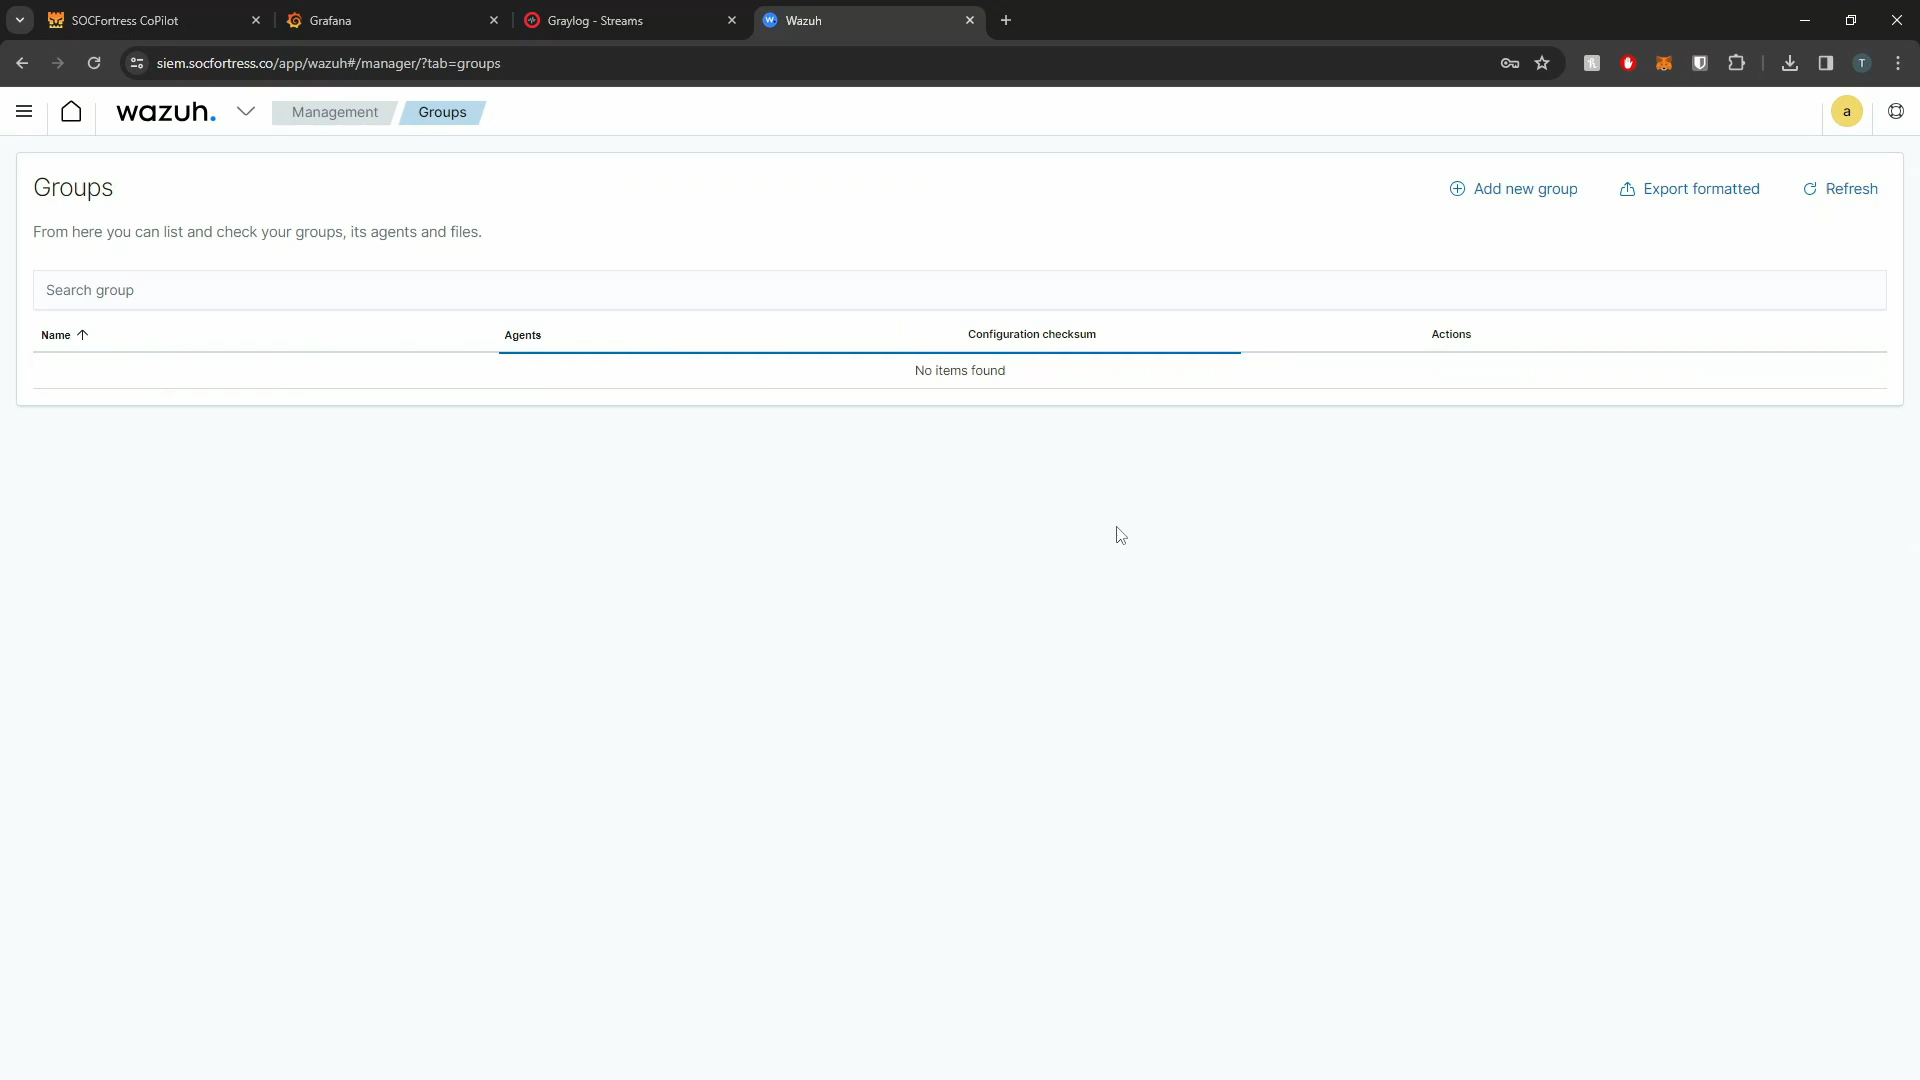 SOCFortress CoPilot
Grafana
Graylog - Streams
Wazuh
siem.socfortress.co/app/wazuh#/manager/?tab=groups
T
wazuh.
Management
Groups
a
Groups
Add new group
Export formatted
Refresh
From here you can list and check your groups, its agents and files.
Search group
Name
Agents
Configuration checksum
Actions
No items found